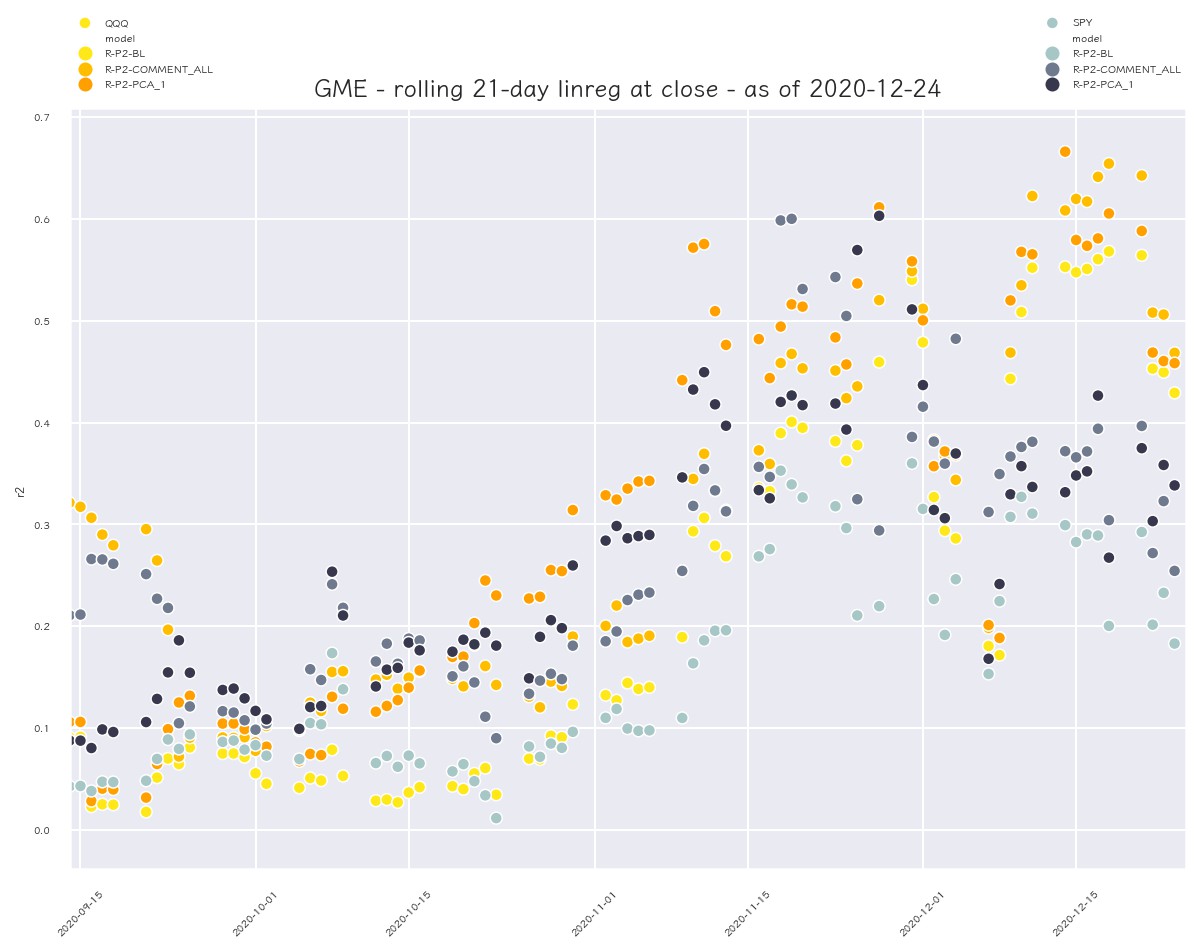 QQQ
model
R-P2-BL
R-P2-COMMENT_ALL
R-P2-PCA_1
SPY
model
R-P2-BL
R-P2-COMMENT_ALL
R-P2-PCA_1
GME - rolling 21-day linreg at close - as of 2020-12-24
0.7
0.6
0.5
0.4
0.3
0.2
0.1
0.0
r2
2020-09-15
2020-10-01
2020-10-15
2020-11-01
2020-11-15
2020-12-01
2020-12-15